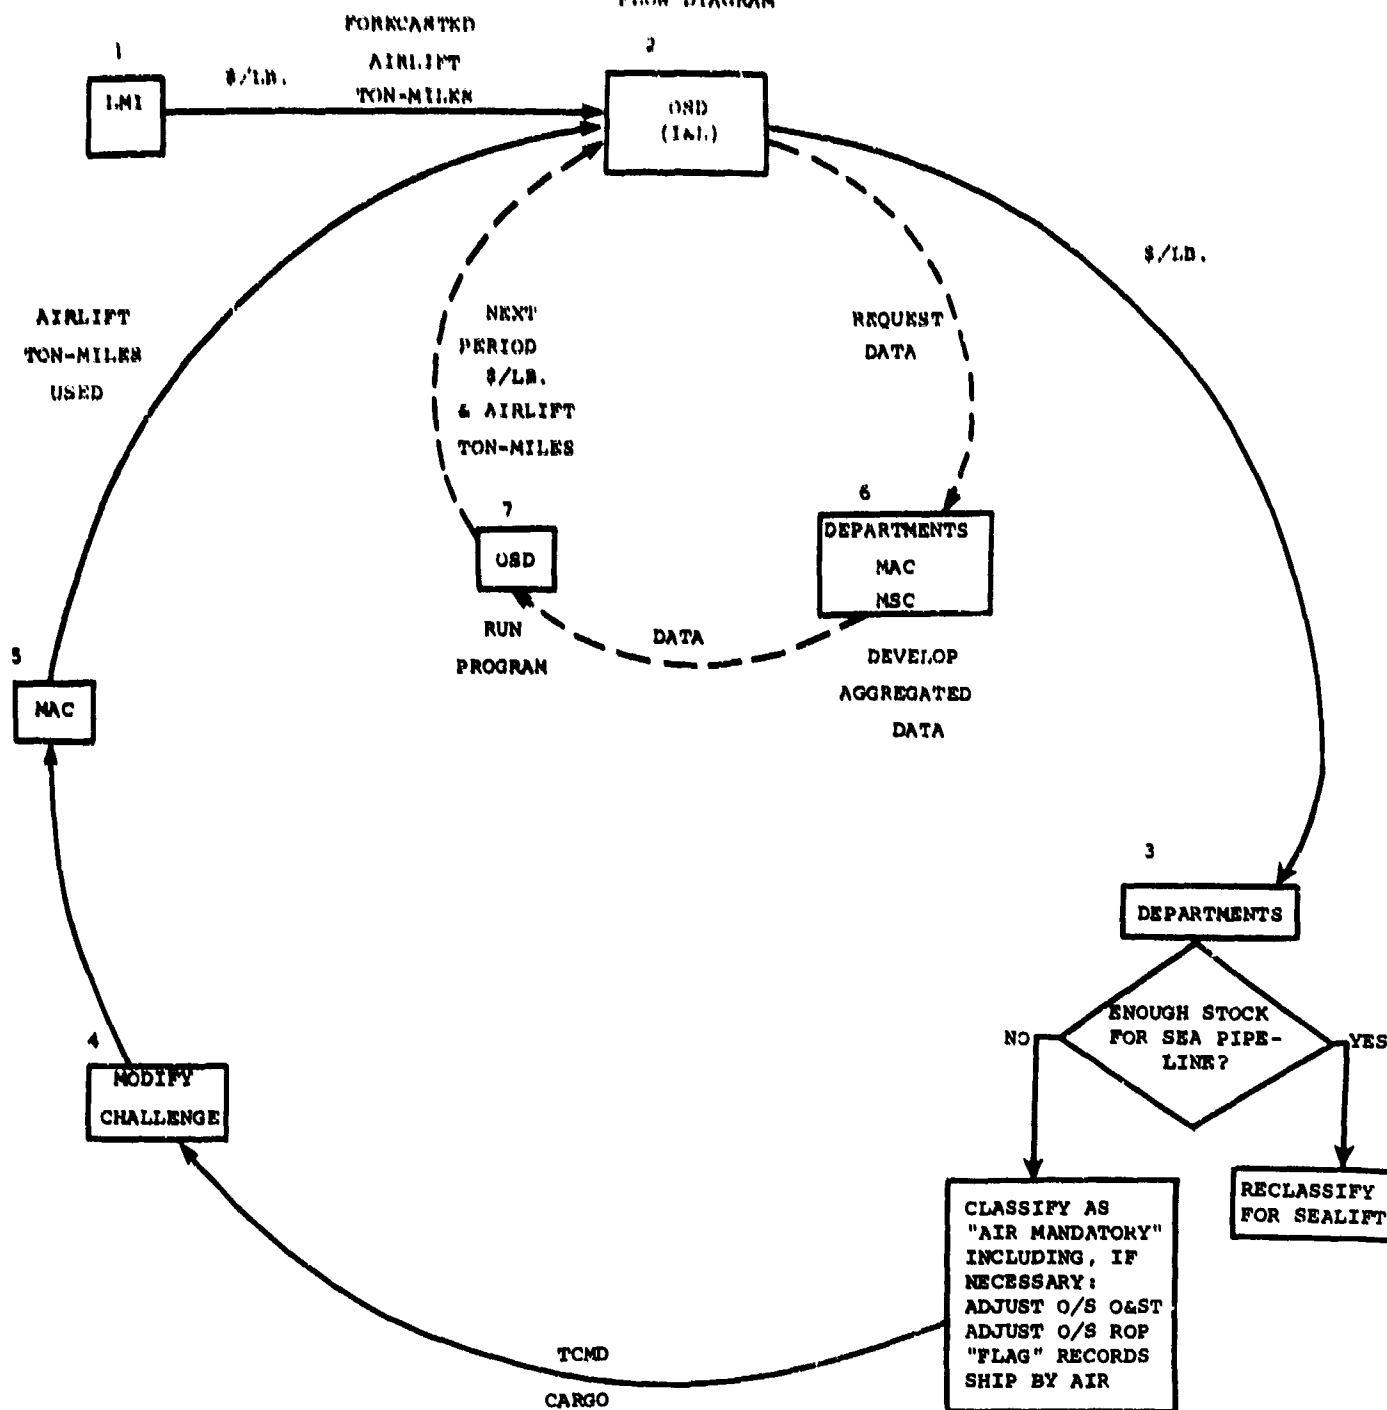 FLOW DIAGRAM
1
LMI
$/LB.
FORECASTED
AIRLIFT
TON-MILES
2
OSD
(I&L)
$/LB.
AIRLIFT
TON-MILES
USED
NEXT
PERIOD
$/LB.
& AIRLIFT
TON-MILES
REQUEST
DATA
7
OSD
RUN
PROGRAM
DATA
6
DEPARTMENTS
MAC
MSC
DEVELOP
AGGREGATED
DATA
5
MAC
3
DEPARTMENTS
ENOUGH STOCK
FOR SEA PIPE-
LINE?
NO
YES
4
MODIFY
CHALLENGE
CLASSIFY AS
"AIR MANDATORY"
INCLUDING, IF
NECESSARY:
ADJUST O/S O&ST
ADJUST O/S ROP
"FLAG" RECORDS
SHIP BY AIR
RECLASSIFY
FOR SEALIFT
TCMD
CARGO